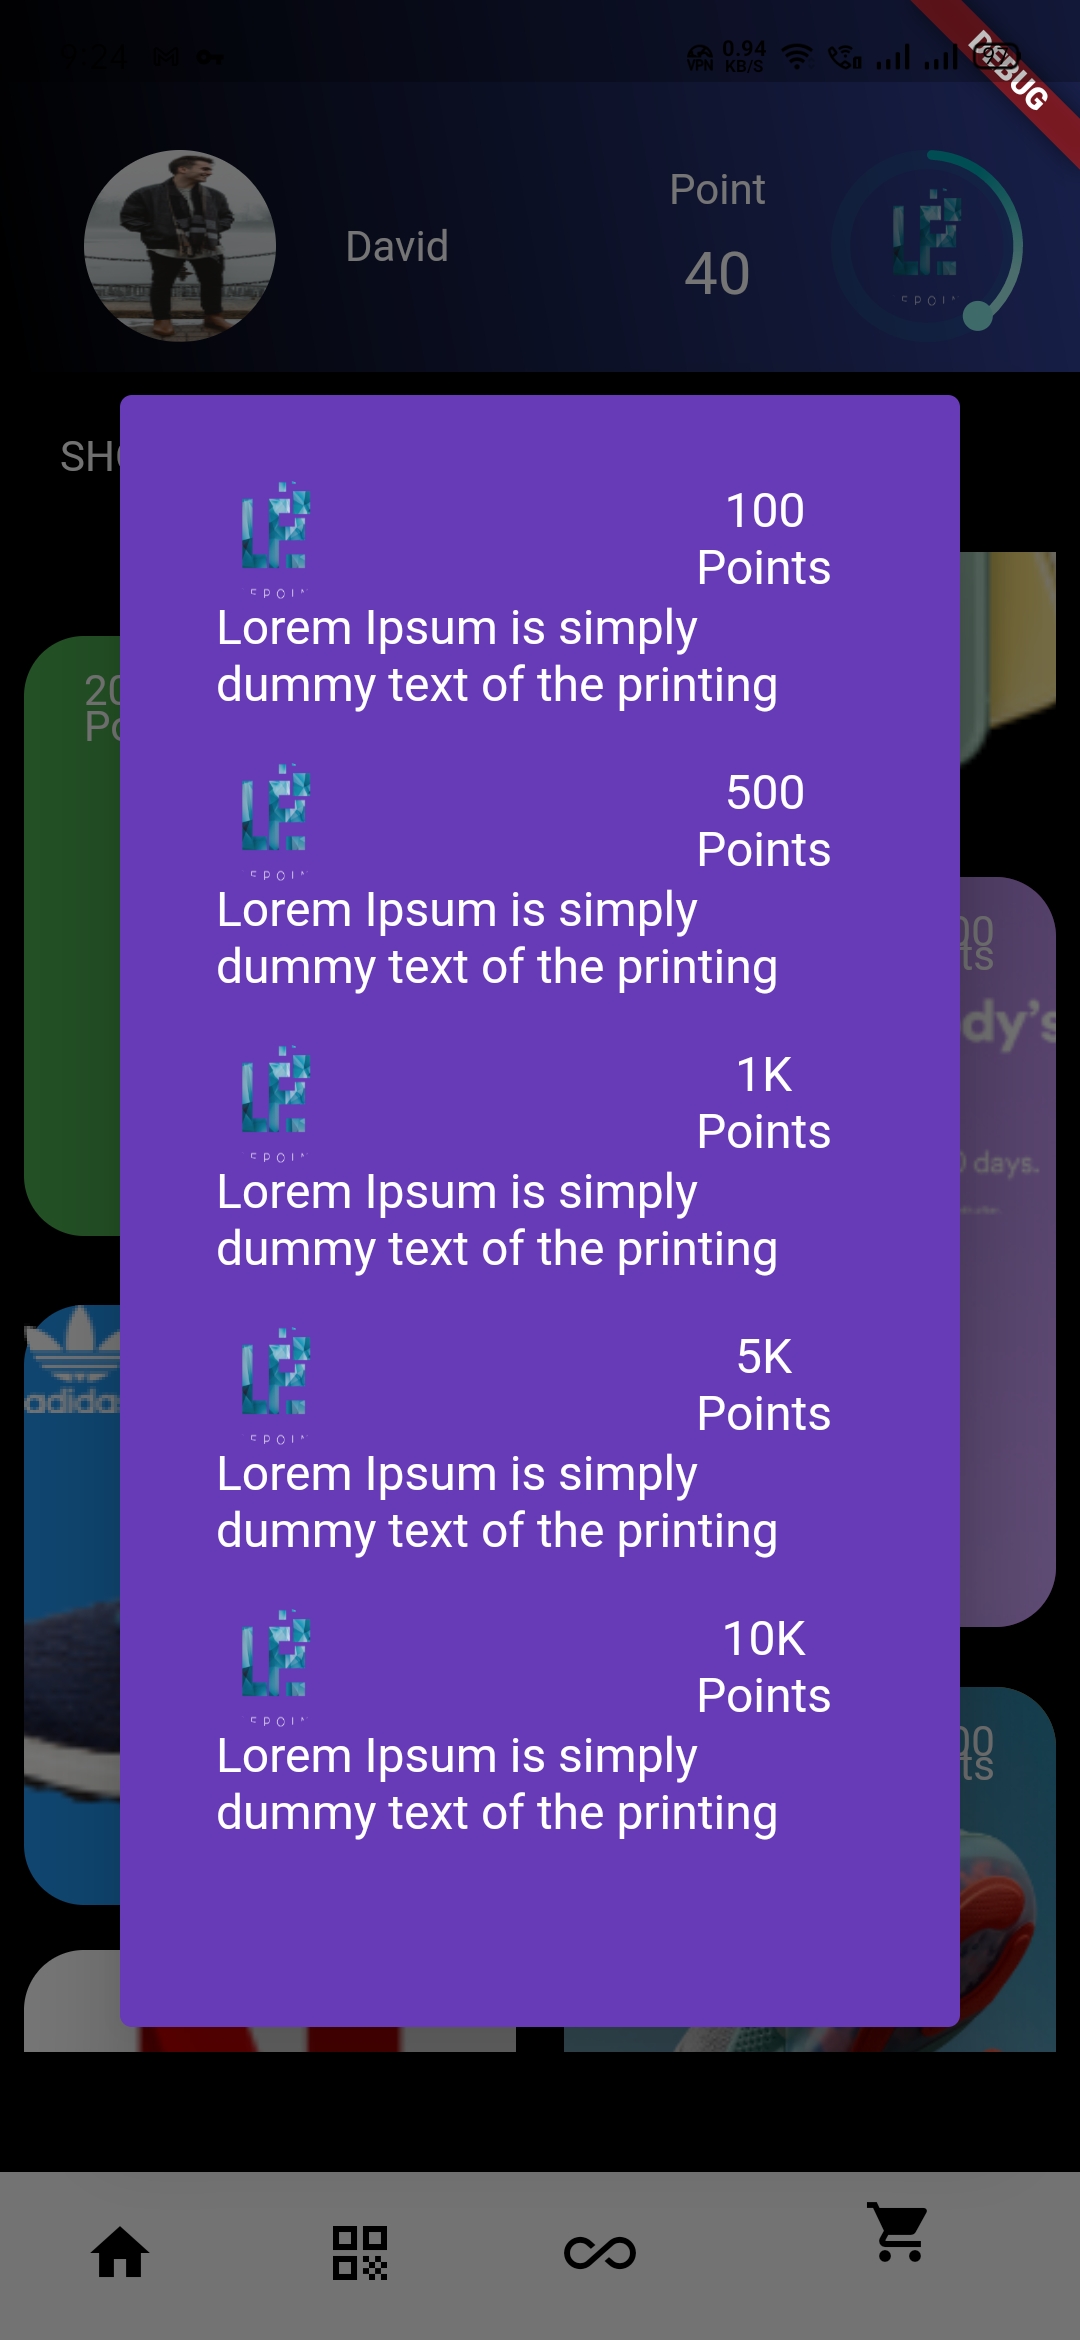 9:24
VPN
0.94
KB/S
DEBUG
Point
David
40
SH
100
Points
Lorem Ipsum is simply
dummy text of the printing
20
Po
500
Points
Lorem Ipsum is simply
dummy text of the printing
00
ts
dy's
1K
Points
days.
Lorem Ipsum is simply
dummy text of the printing
5K
Points
adidas
Lorem Ipsum is simply
dummy text of the printing
10K
Points
00
ts
Lorem Ipsum is simply
dummy text of the printing